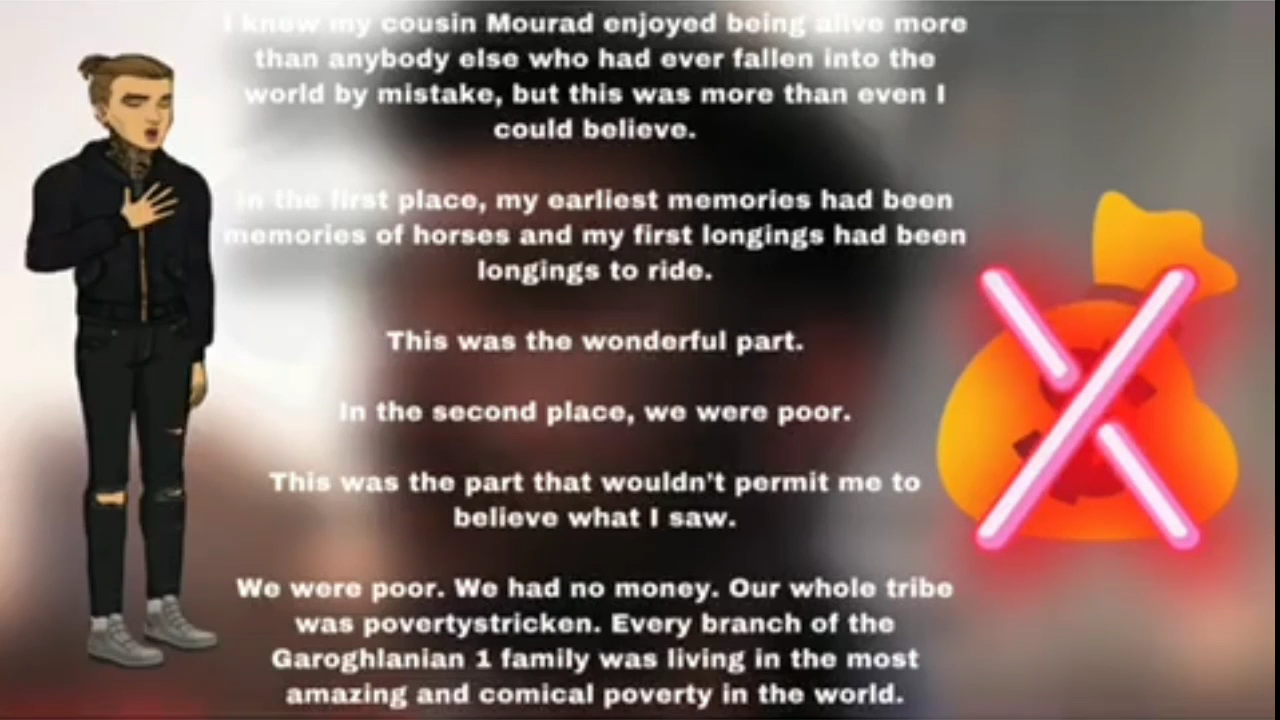 I knew my cousin Mourad enjoyed being alive more
than anybody else who had ever fallen into the
world by mistake, but this was more than even I
could believe.
In the first place, my earliest memories had been
memories of horses and my first longings had been
longings to ride.
This was the wonderful part.
In the second place, we were poor.
This was the part that wouldn't permit me to
believe what I saw.
We were poor. We had no money. Our whole tribe
was povertystricken. Every branch of the
Garoghlanian 1 family was living in the most
amazing and comical poverty in the world.